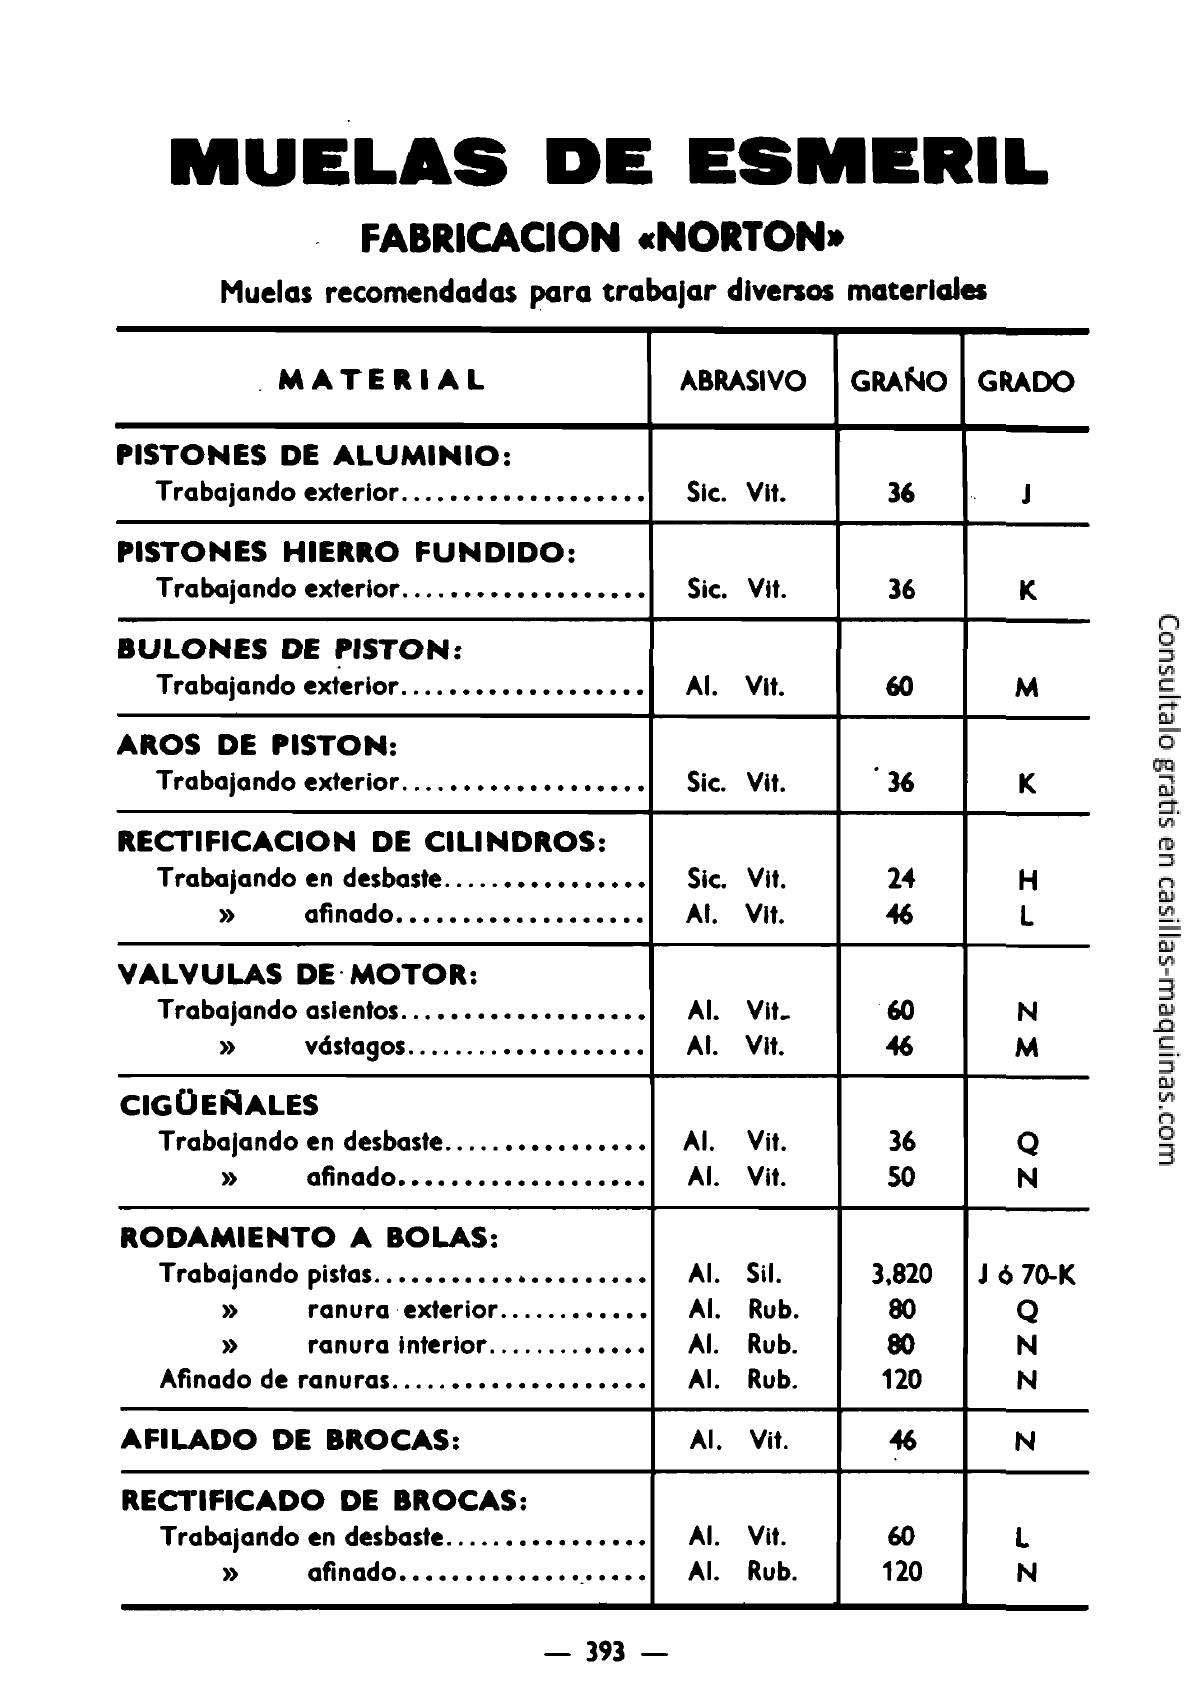 MUELAS DE ESMERIL
FABRICACION «NORTON»
Muelas recomendadas para trabajar diversos materiales
MATERIAL ABRASIVO GRAÑO GRADO
PISTONES DE ALUMINIO:
Trabajando exterior................... Sic. Vit. 36 J
PISTONES HIERRO FUNDIDO:
Trabajando exterior................... Sic. Vit. 36 K
BULONES DE PISTON:
Trabajando exterior................... Al. Vit. 60 M
AROS DE PISTON:
Trabajando exterior................... Sic. Vit. 36 K
RECTIFICACION DE CILINDROS:
Trabajando en desbaste................ Sic. Vit. 24 H
» afinado................... Al. Vit. 46 L
VALVULAS DE MOTOR:
Trabajando asientos................... Al. Vit. 60 N
» vástagos................... Al. Vit. 46 M
CIGÜEÑALES
Trabajando en desbaste................ Al. Vit. 36 Q
» afinado................... Al. Vit. 50 N
RODAMIENTO A BOLAS:
Trabajando pistas..................... Al. Sil. 3,820 J ó 70-K
» ranura exterior............ Al. Rub. 80 Q
» ranura interior............. Al. Rub. 80 N
Afinado de ranuras.................... Al. Rub. 120 N
AFILADO DE BROCAS: Al. Vit. 46 N
RECTIFICADO DE BROCAS:
Trabajando en desbaste................ Al. Vit. 60 L
» afinado................... Al. Rub. 120 N
— 393 —
Consultalo gratis en casillas-maquinas.com